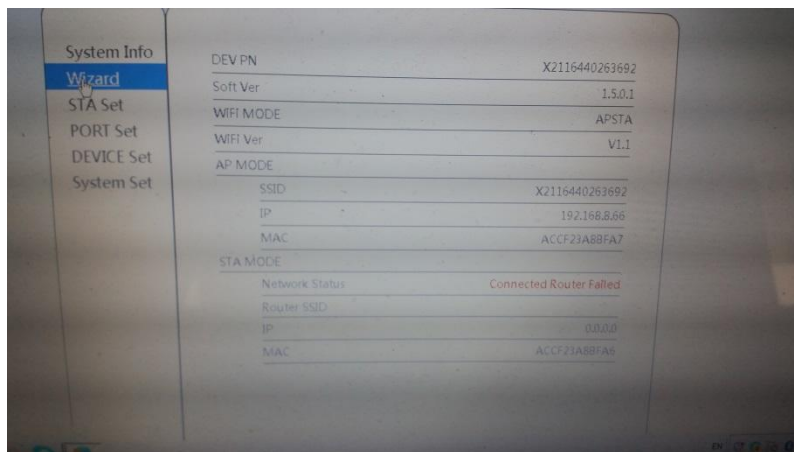 System Info
Wizard
STA Set
PORT Set
DEVICE Set
System Set
DEV PN X2116440263692
Soft Ver 1.5.0.1
WIFI MODE APSTA
WIFI Ver V1.1
AP MODE
SSID X2116440263692
IP 192.168.8.66
MAC ACCF23A8BFA7
STA MODE
Network Status Connected Router Failed
Router SSID
IP 0.0.0.0
MAC ACCF23A8BFA6
EN